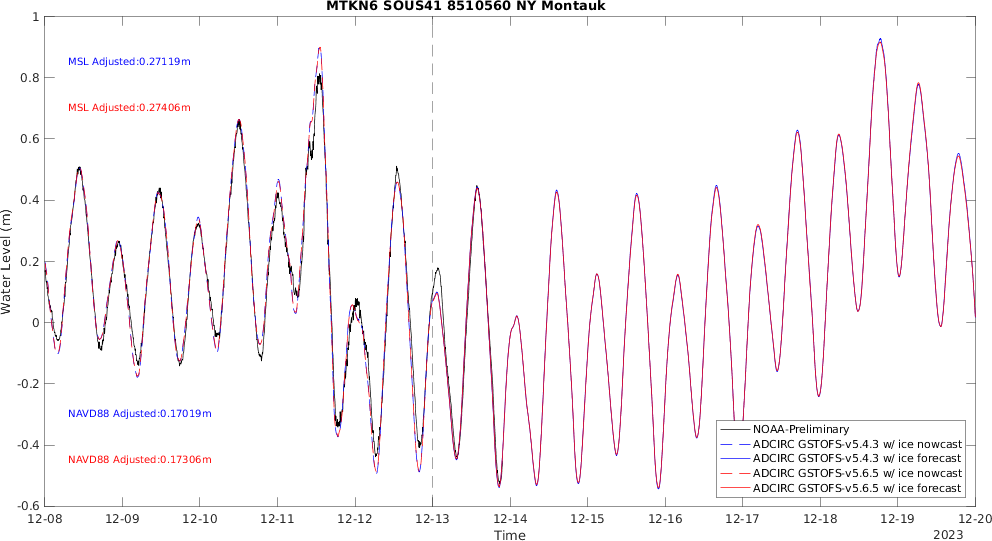 MTKN6 SOUS41 8510560 NY Montauk
Water Level (m)
1
0.8
0.6
0.4
0.2
0
-0.2
-0.4
-0.6
MSL Adjusted:0.27119m
MSL Adjusted:0.27406m
NAVD88 Adjusted:0.17019m
NAVD88 Adjusted:0.17306m
NOAA-Preliminary
ADCIRC GSTOFS-v5.4.3 w/ ice nowcast
ADCIRC GSTOFS-v5.4.3 w/ ice forecast
ADCIRC GSTOFS-v5.6.5 w/ ice nowcast
ADCIRC GSTOFS-v5.6.5 w/ ice forecast
12-08 12-09 12-10 12-11 12-12 12-13 12-14 12-15 12-16 12-17 12-18 12-19 12-20
Time
2023